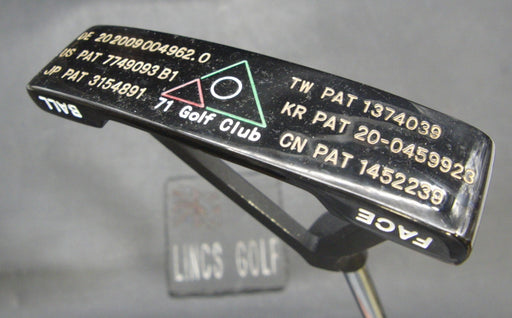 DE 202009004962.0
US PAT 7749093 B1
JP PAT 3154891
71 Golf Club
TW PAT 1374039
KR PAT 20-0459923
CN PAT 1452239
BALL
FACE
LINCS GOLF